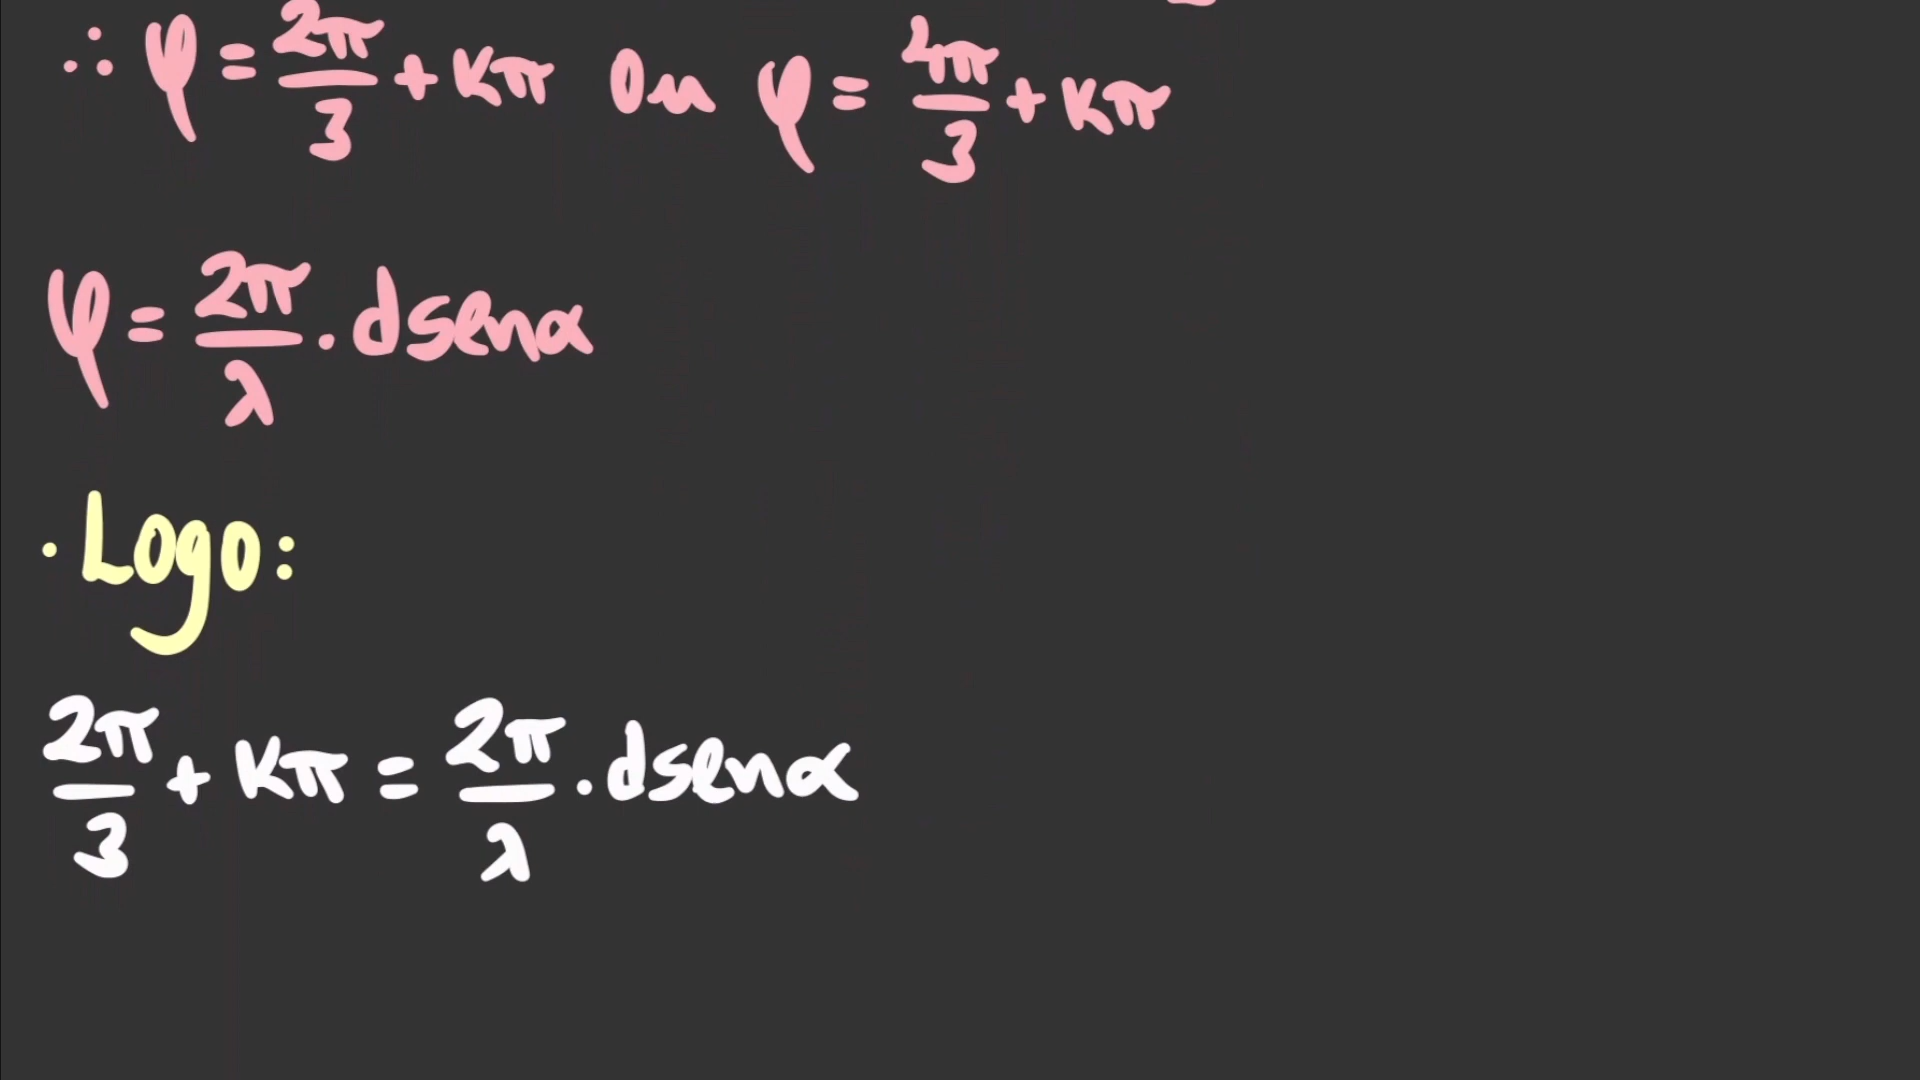 ∴ φ = 2π/3 + kπ Ou φ = 4π/3 + kπ
φ = 2π/λ . dsenα
· Logo:
2π/3 + kπ = 2π/λ . dsenα